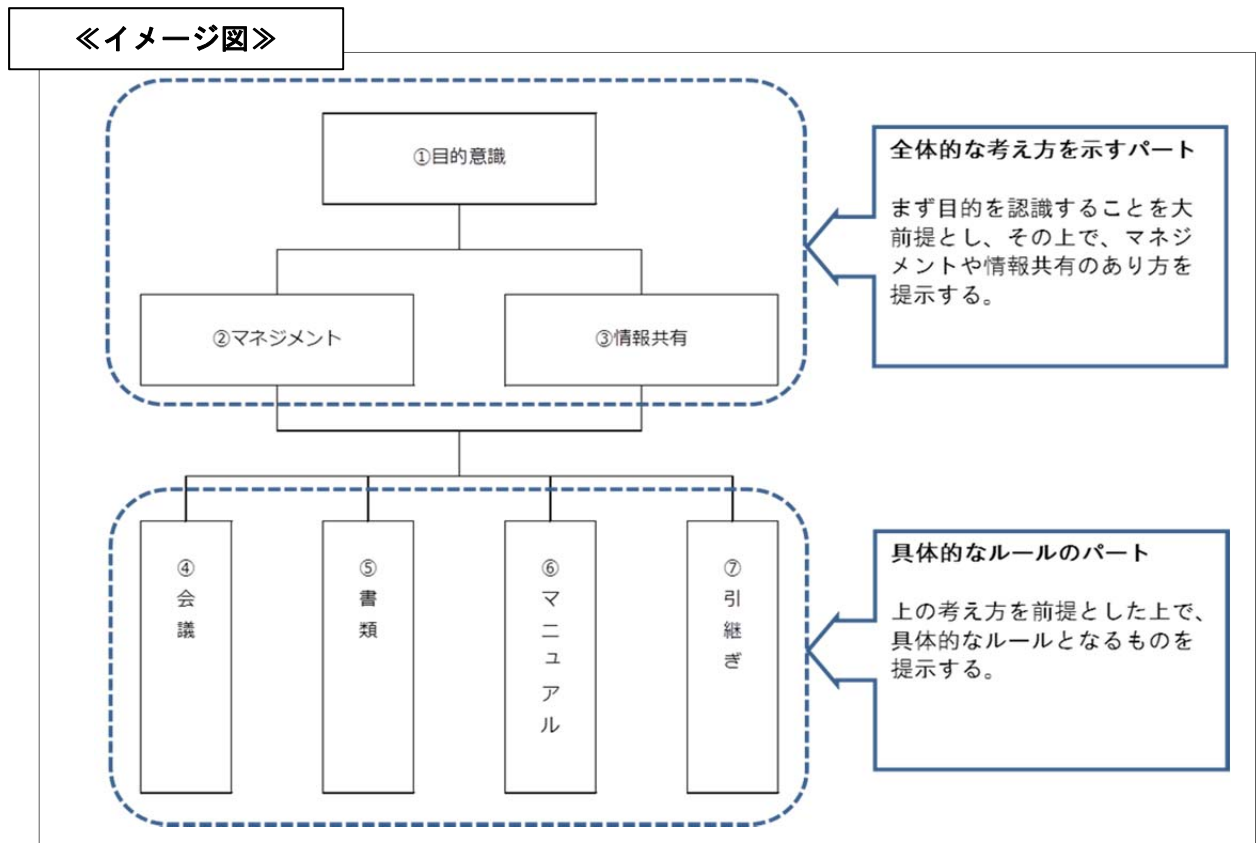 ≪イメージ図≫
①目的意識
②マネジメント
③情報共有
全体的な考え方を示すパート
まず目的を認識することを大
前提とし、その上で、マネジ
メントや情報共有のあり方を
提示する。
④会議
⑤書類
⑥マニュアル
⑦引継ぎ
具体的なルールのパート
上の考え方を前提とした上で、
具体的なルールとなるものを
提示する。